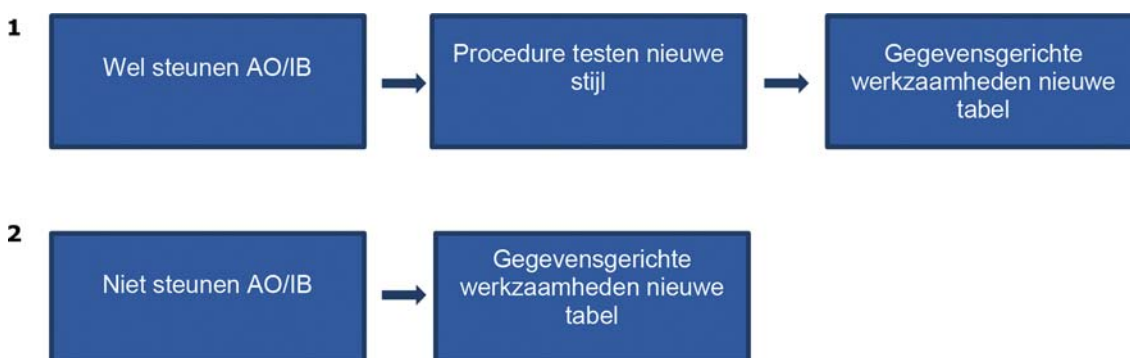 1
Wel steunen AO/IB
Procedure testen nieuwe
stijl
Gegevensgerichte
werkzaamheden nieuwe
tabel
2
Niet steunen AO/IB
Gegevensgerichte
werkzaamheden nieuwe
tabel